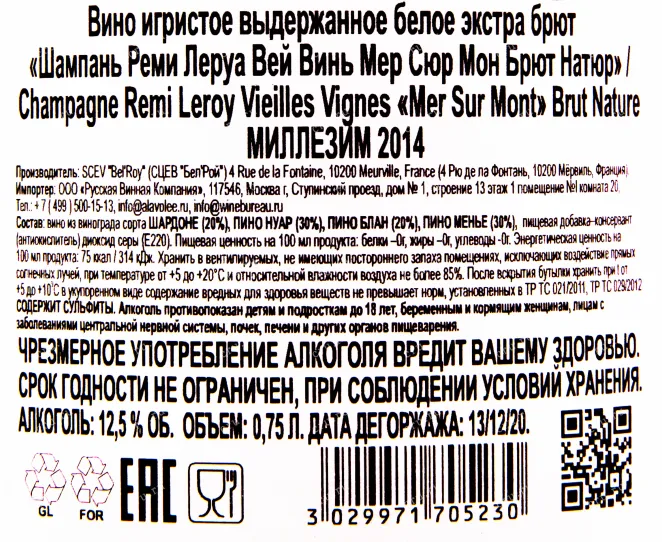 Вино игристое выдержанное белое экстра брют
«Шампань Реми Леруа Вей Винь Мер Сюр Мон Брют Натюр» /
Champagne Remi Leroy Vieilles Vignes «Mer Sur Mont» Brut Nature
МИЛЛЕЗИМ 2014
Производитель: SCEV "Bel'Roy" (СЦЕВ "Бел'Рой") 4 Rue de la Fontaine, 10200 Meurville, France (4 Рю де ла Фонтань, 10200 Мёрвиль, Франция)
Импортер: ООО «Русская Винная Компания», 117546, Москва г, Ступинский проезд, дом № 1, строение 13 этаж 1 помещение №I комната 20.
Тел.: + 7 ( 499 ) 500-15-13, info@alavolee.ru, info@winebureau.ru
Состав: вино из винограда сорта ШАРДОНЕ (20%), ПИНО НУАР (30%), ПИНО БЛАН (20%), ПИНО МЕНЬЕ (30%), пищевая добавка-консервант
(антиокислитель) диоксид серы (Е220). Пищевая ценность на 100 мл продукта: белки –0г, жиры –0г, углеводы -0г. Энергетическая ценность на
100 мл продукта: 75 ккал / 314 кДж. Хранить в вентилируемых, не имеющих постороннего запаха помещениях, исключающих воздействие прямых
солнечных лучей, при температуре от +5 до +20°С и относительной влажности воздуха не более 85%. После вскрытия бутылки хранить при t от
+5 до +10°С в укупоренном виде содержание вредных для здоровья веществ не превышает норм, установленных в ТР ТС 021/2011, ТР ТС 029/2012
СОДЕРЖИТ СУЛЬФИТЫ. Алкоголь противопоказан детям и подросткам до 18 лет, беременным и кормящим женщинам, лицам с
заболеваниями центральной нервной системы, почек, печени и других органов пищеварения.
ЧРЕЗМЕРНОЕ УПОТРЕБЛЕНИЕ АЛКОГОЛЯ ВРЕДИТ ВАШЕМУ ЗДОРОВЬЮ.
СРОК ГОДНОСТИ НЕ ОГРАНИЧЕН, ПРИ СОБЛЮДЕНИИ УСЛОВИЙ ХРАНЕНИЯ.
АЛКОГОЛЬ: 12,5 % ОБ. ОБЪЕМ: 0,75 Л. ДАТА ДЕГОРЖАЖА: 13/12/20.
GL FOR EAC
3 029971 705230